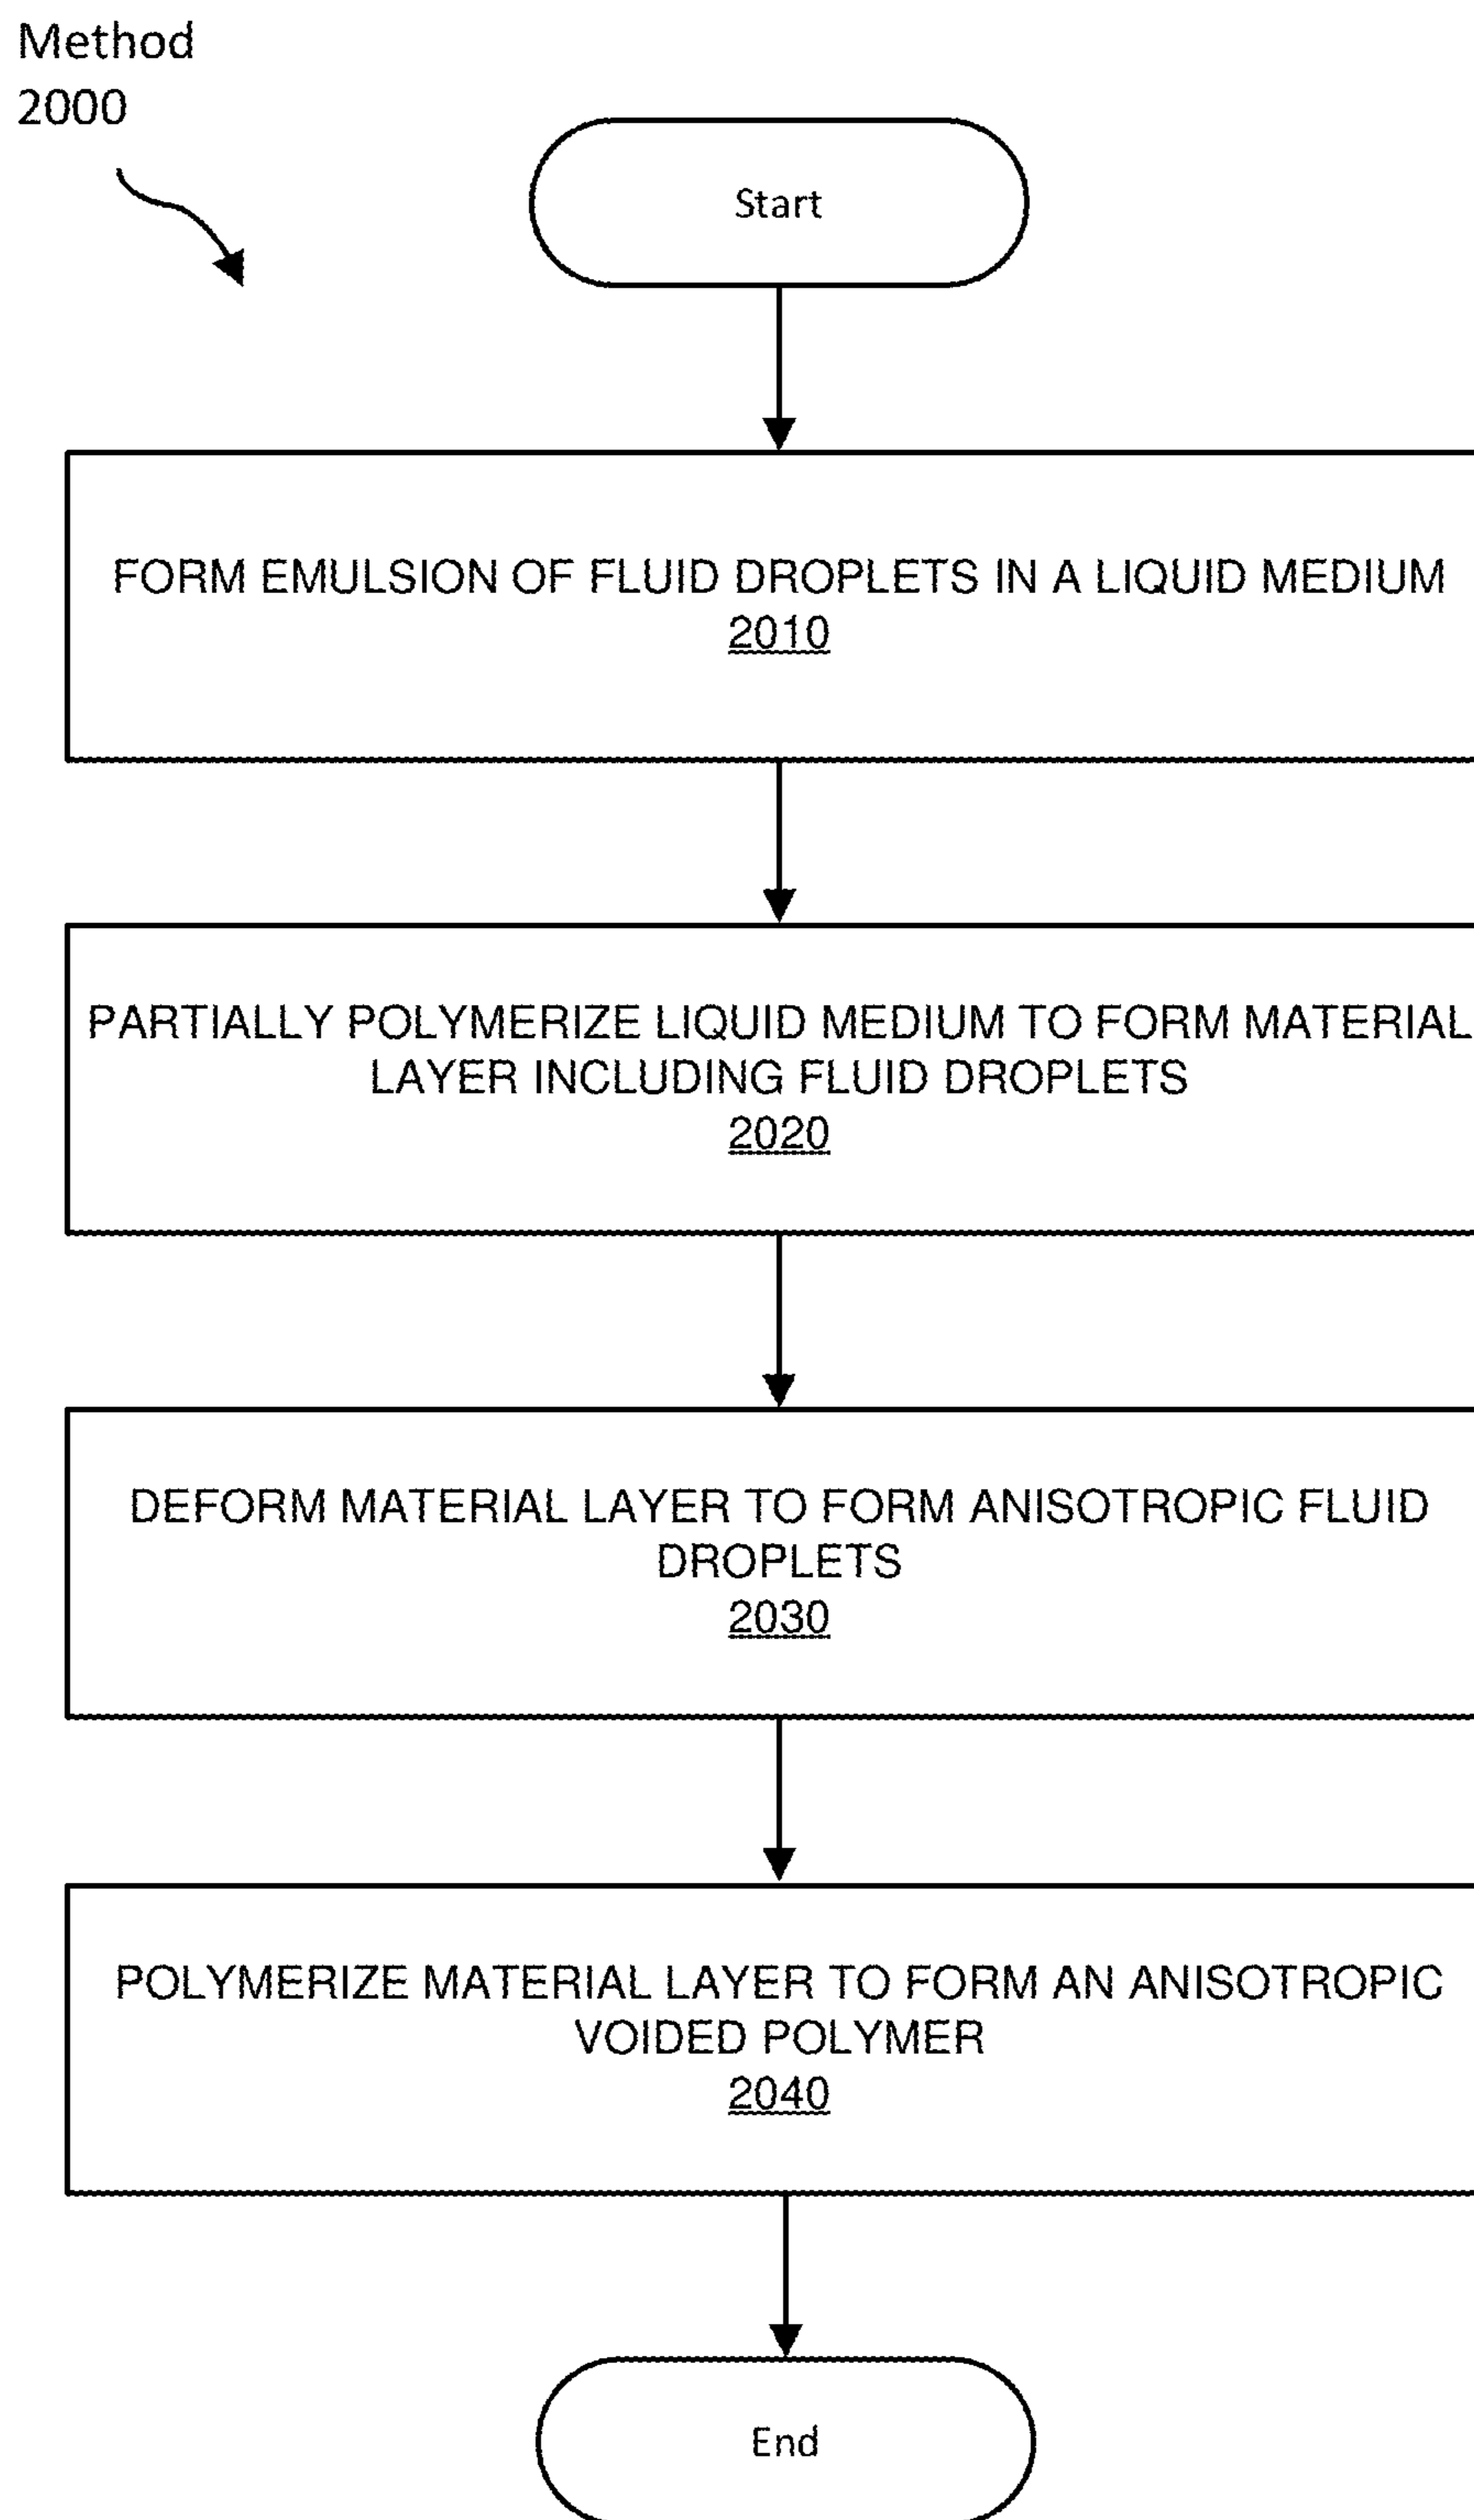 Method
2000
Start
FORM EMULSION OF FLUID DROPLETS IN A LIQUID MEDIUM
2010
PARTIALLY POLYMERIZE LIQUID MEDIUM TO FORM MATERIAL
LAYER INCLUDING FLUID DROPLETS
2020
DEFORM MATERIAL LAYER TO FORM ANISOTROPIC FLUID
DROPLETS
2030
POLYMERIZE MATERIAL LAYER TO FORM AN ANISOTROPIC
VOIDED POLYMER
2040
End